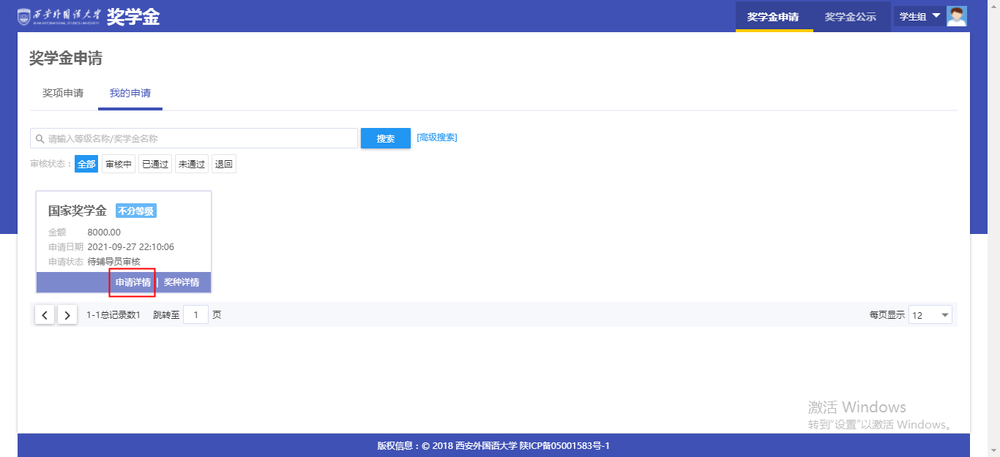 西安外国语大学 奖学金
XI'AN INTERNATIONAL STUDIES UNIVERSITY
奖学金申请 奖学金公示 学生组
奖学金申请
奖项申请 我的申请
请输入等级名称/奖学金名称 搜索 [高级搜索]
审核状态： 全部 审核中 已通过 未通过 退回
国家奖学金 不分等级
金额 8000.00
申请日期 2021-09-27 22:10:06
申请状态 待辅导员审核
申请详情 | 奖种详情
1-1总记录数1 跳转至 1 页 每页显示 12
激活 Windows
转到"设置"以激活 Windows。
版权信息：© 2018 西安外国语大学 陕ICP备05001583号-1